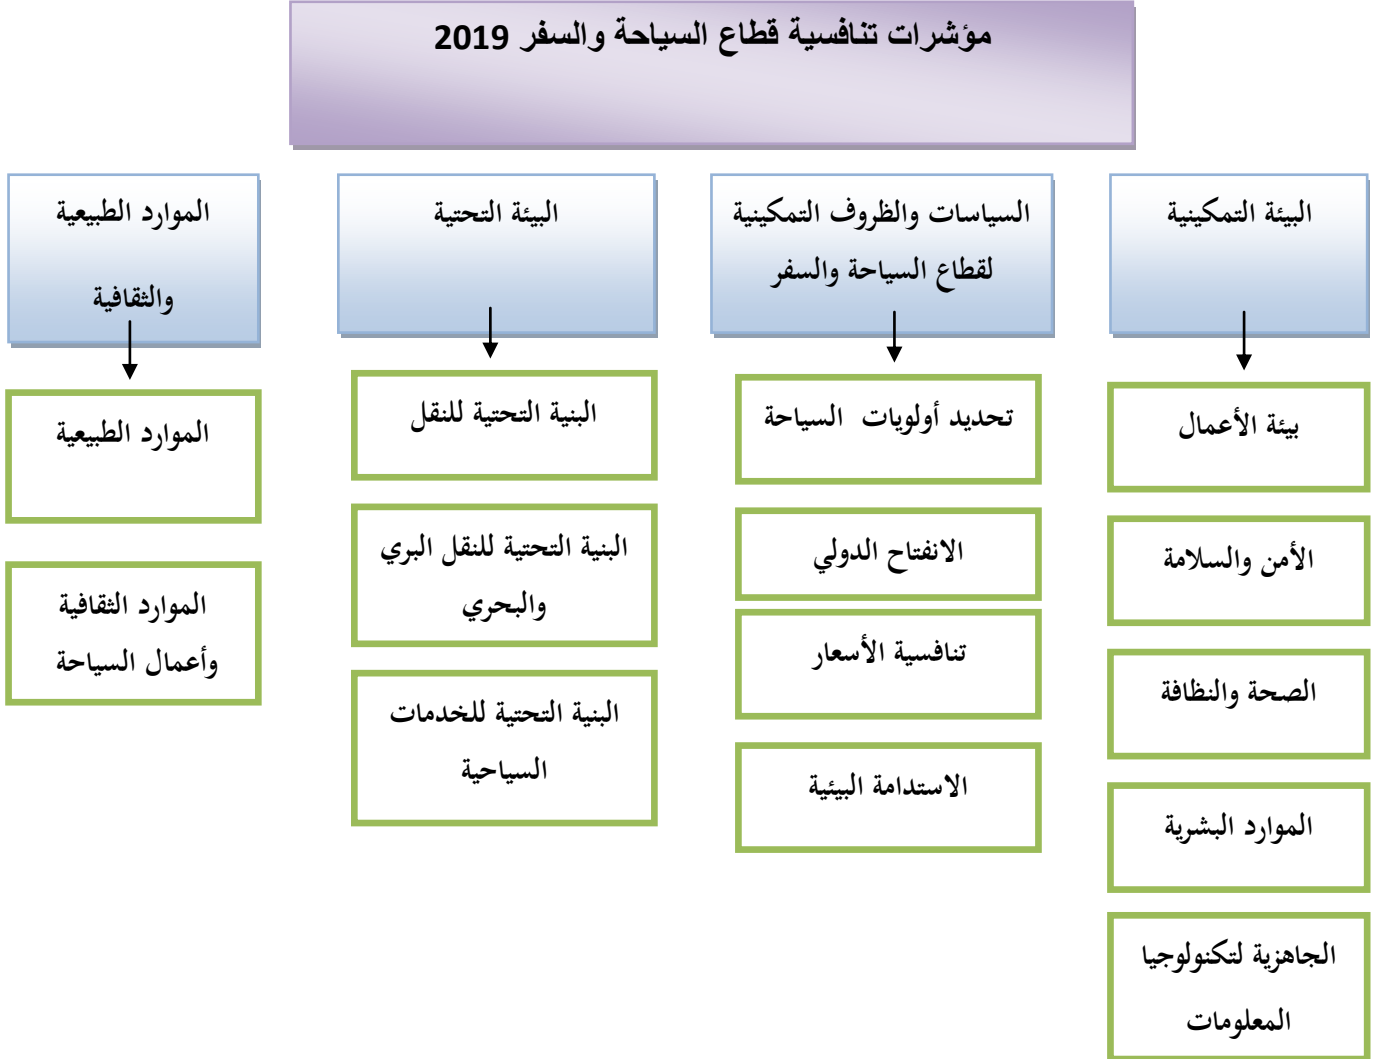 مؤشرات تنافسية قطاع السياحة والسفر 2019
البيئة التمكينية
السياسات والظروف التمكينية
لقطاع السياحة والسفر
البيئة التحتية
الموارد الطبيعية
والثقافية
بيئة الأعمال
الأمن والسلامة
الصحة والنظافة
الموارد البشرية
الجاهزية لتكنولوجيا
المعلومات
تحديد أولويات السياحة
الانفتاح الدولي
تنافسية الأسعار
الاستدامة البيئية
البنية التحتية للنقل
البنية التحتية للنقل البري
والبحري
البنية التحتية للخدمات
السياحية
الموارد الطبيعية
الموارد الثقافية
وأعمال السياحة